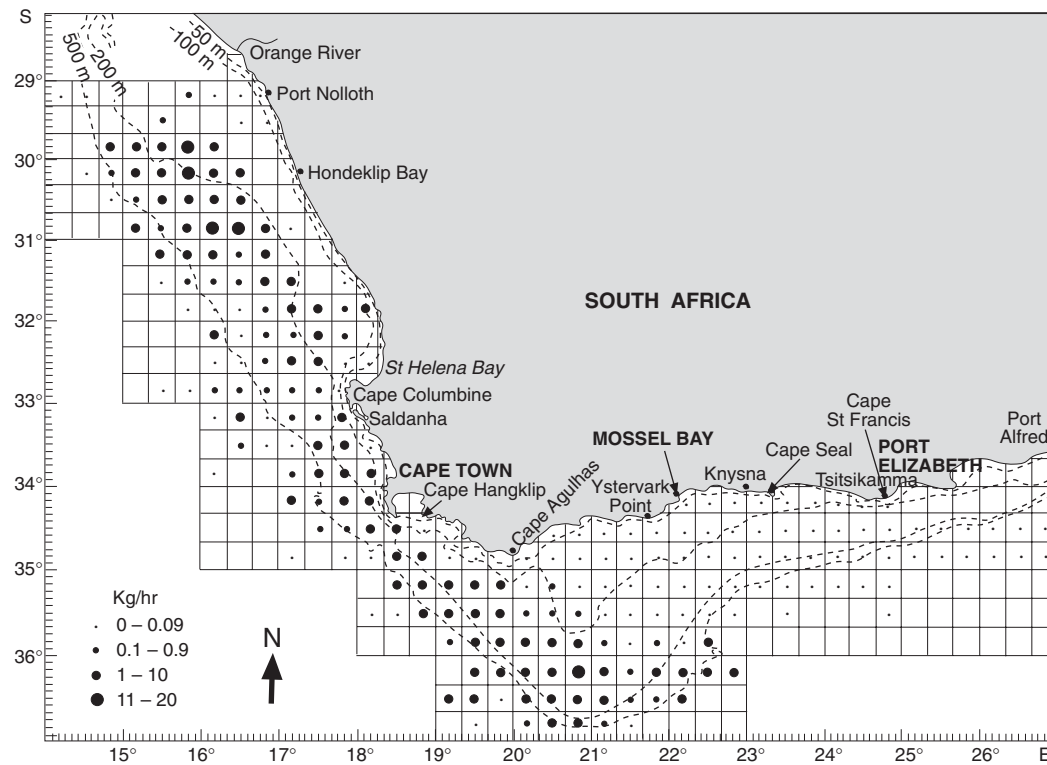 S
500 m
200 m
-50 m
-100 m
Orange River
29°
Port Nolloth
30°
Hondeklip Bay
31°
SOUTH AFRICA
32°
St Helena Bay
Cape Columbine
33°
Saldanha
Cape
St Francis
Port
Alfred
MOSSEL BAY
Cape Seal
PORT
ELIZABETH
CAPE TOWN
Cape Hangklip
Cape Agulhas
Ystervark
Point
Knysna
Tsitsikamma
34°
35°
Kg/hr
0 – 0.09
0.1 – 0.9
1 – 10
11 – 20
N
36°
15° 16° 17° 18° 19° 20° 21° 22° 23° 24° 25° 26° E